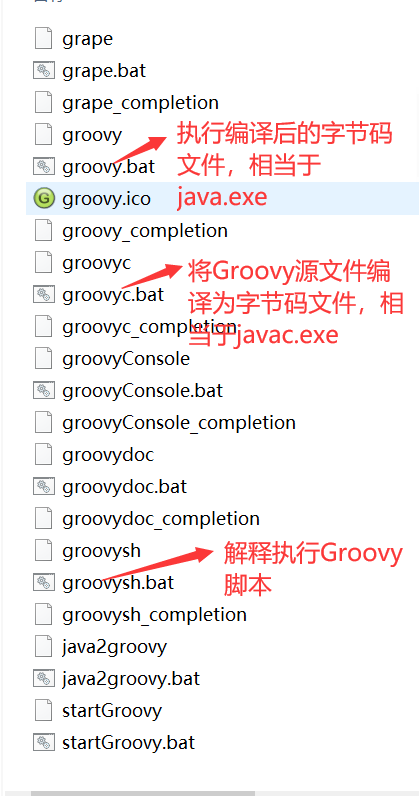 grape
grape.bat
grape_completion
groovy
groovy.bat
groovy.ico
执行编译后的字节码
文件，相当于
java.exe
groovy_completion
groovyc
groovyc.bat
groovyc_completion
将Groovy源文件编
译为字节码文件，相
当于javac.exe
groovyConsole
groovyConsole.bat
groovyConsole_completion
groovydoc
groovydoc.bat
groovydoc_completion
groovysh
groovysh.bat
解释执行Groovy
脚本
groovysh_completion
java2groovy
java2groovy.bat
startGroovy
startGroovy.bat